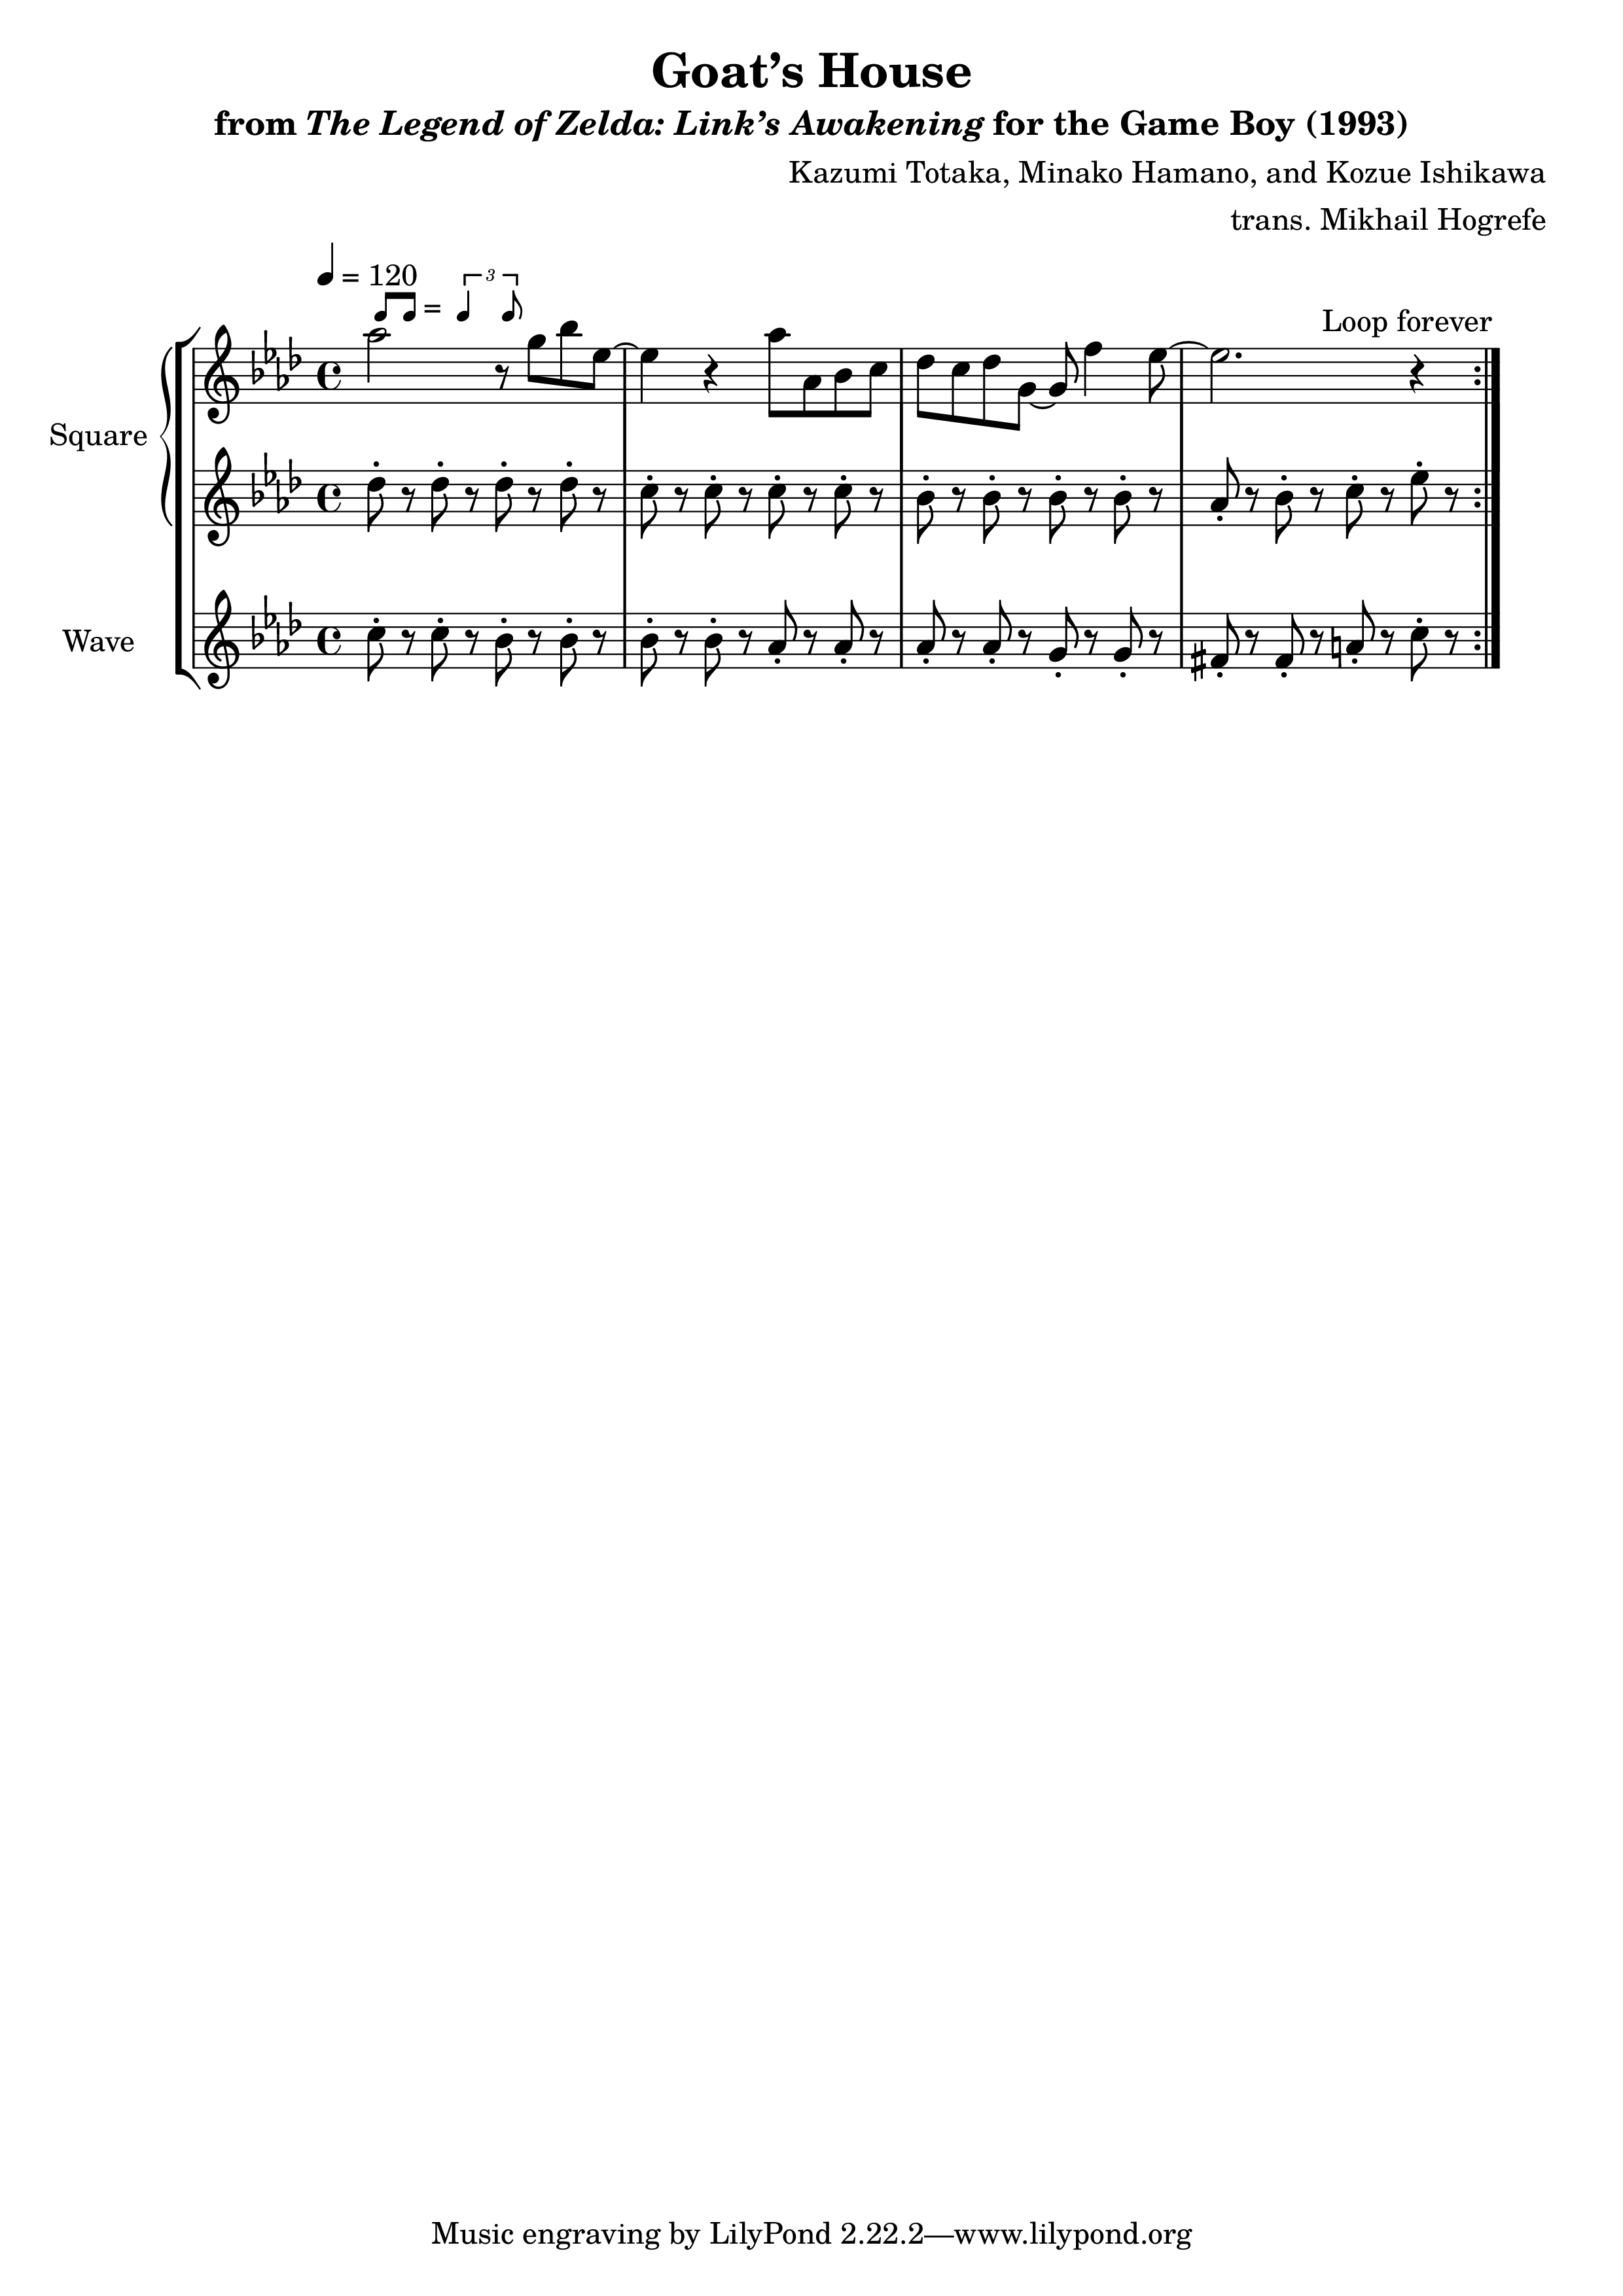 Goat’s House
from The Legend of Zelda: Link’s Awakening for the Game Boy (1993)
Kazumi Totaka, Minako Hamano, and Kozue Ishikawa
trans. Mikhail Hogrefe
= 120
= 3
Loop forever
Square
Wave
Music engraving by LilyPond 2.22.2—www.lilypond.org